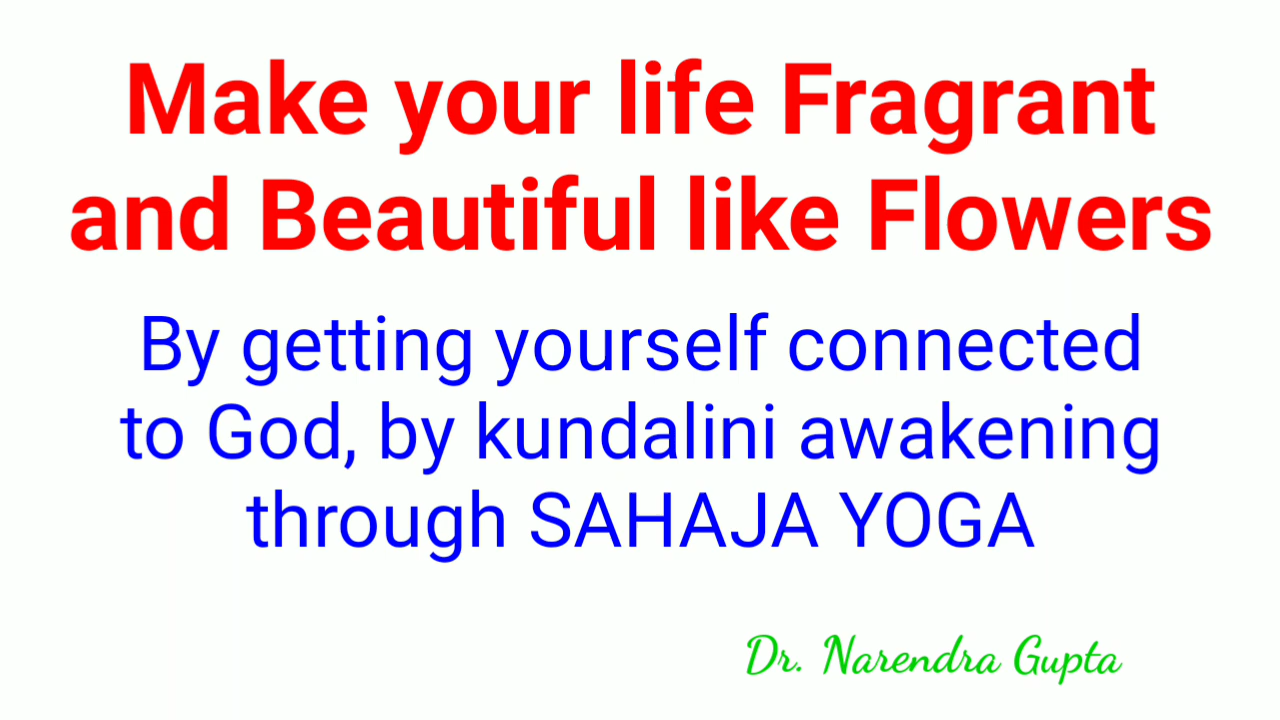 Make your life Fragrant
and Beautiful like Flowers
By getting yourself connected
to God, by kundalini awakening
through SAHAJA YOGA
Dr. Narendra Gupta